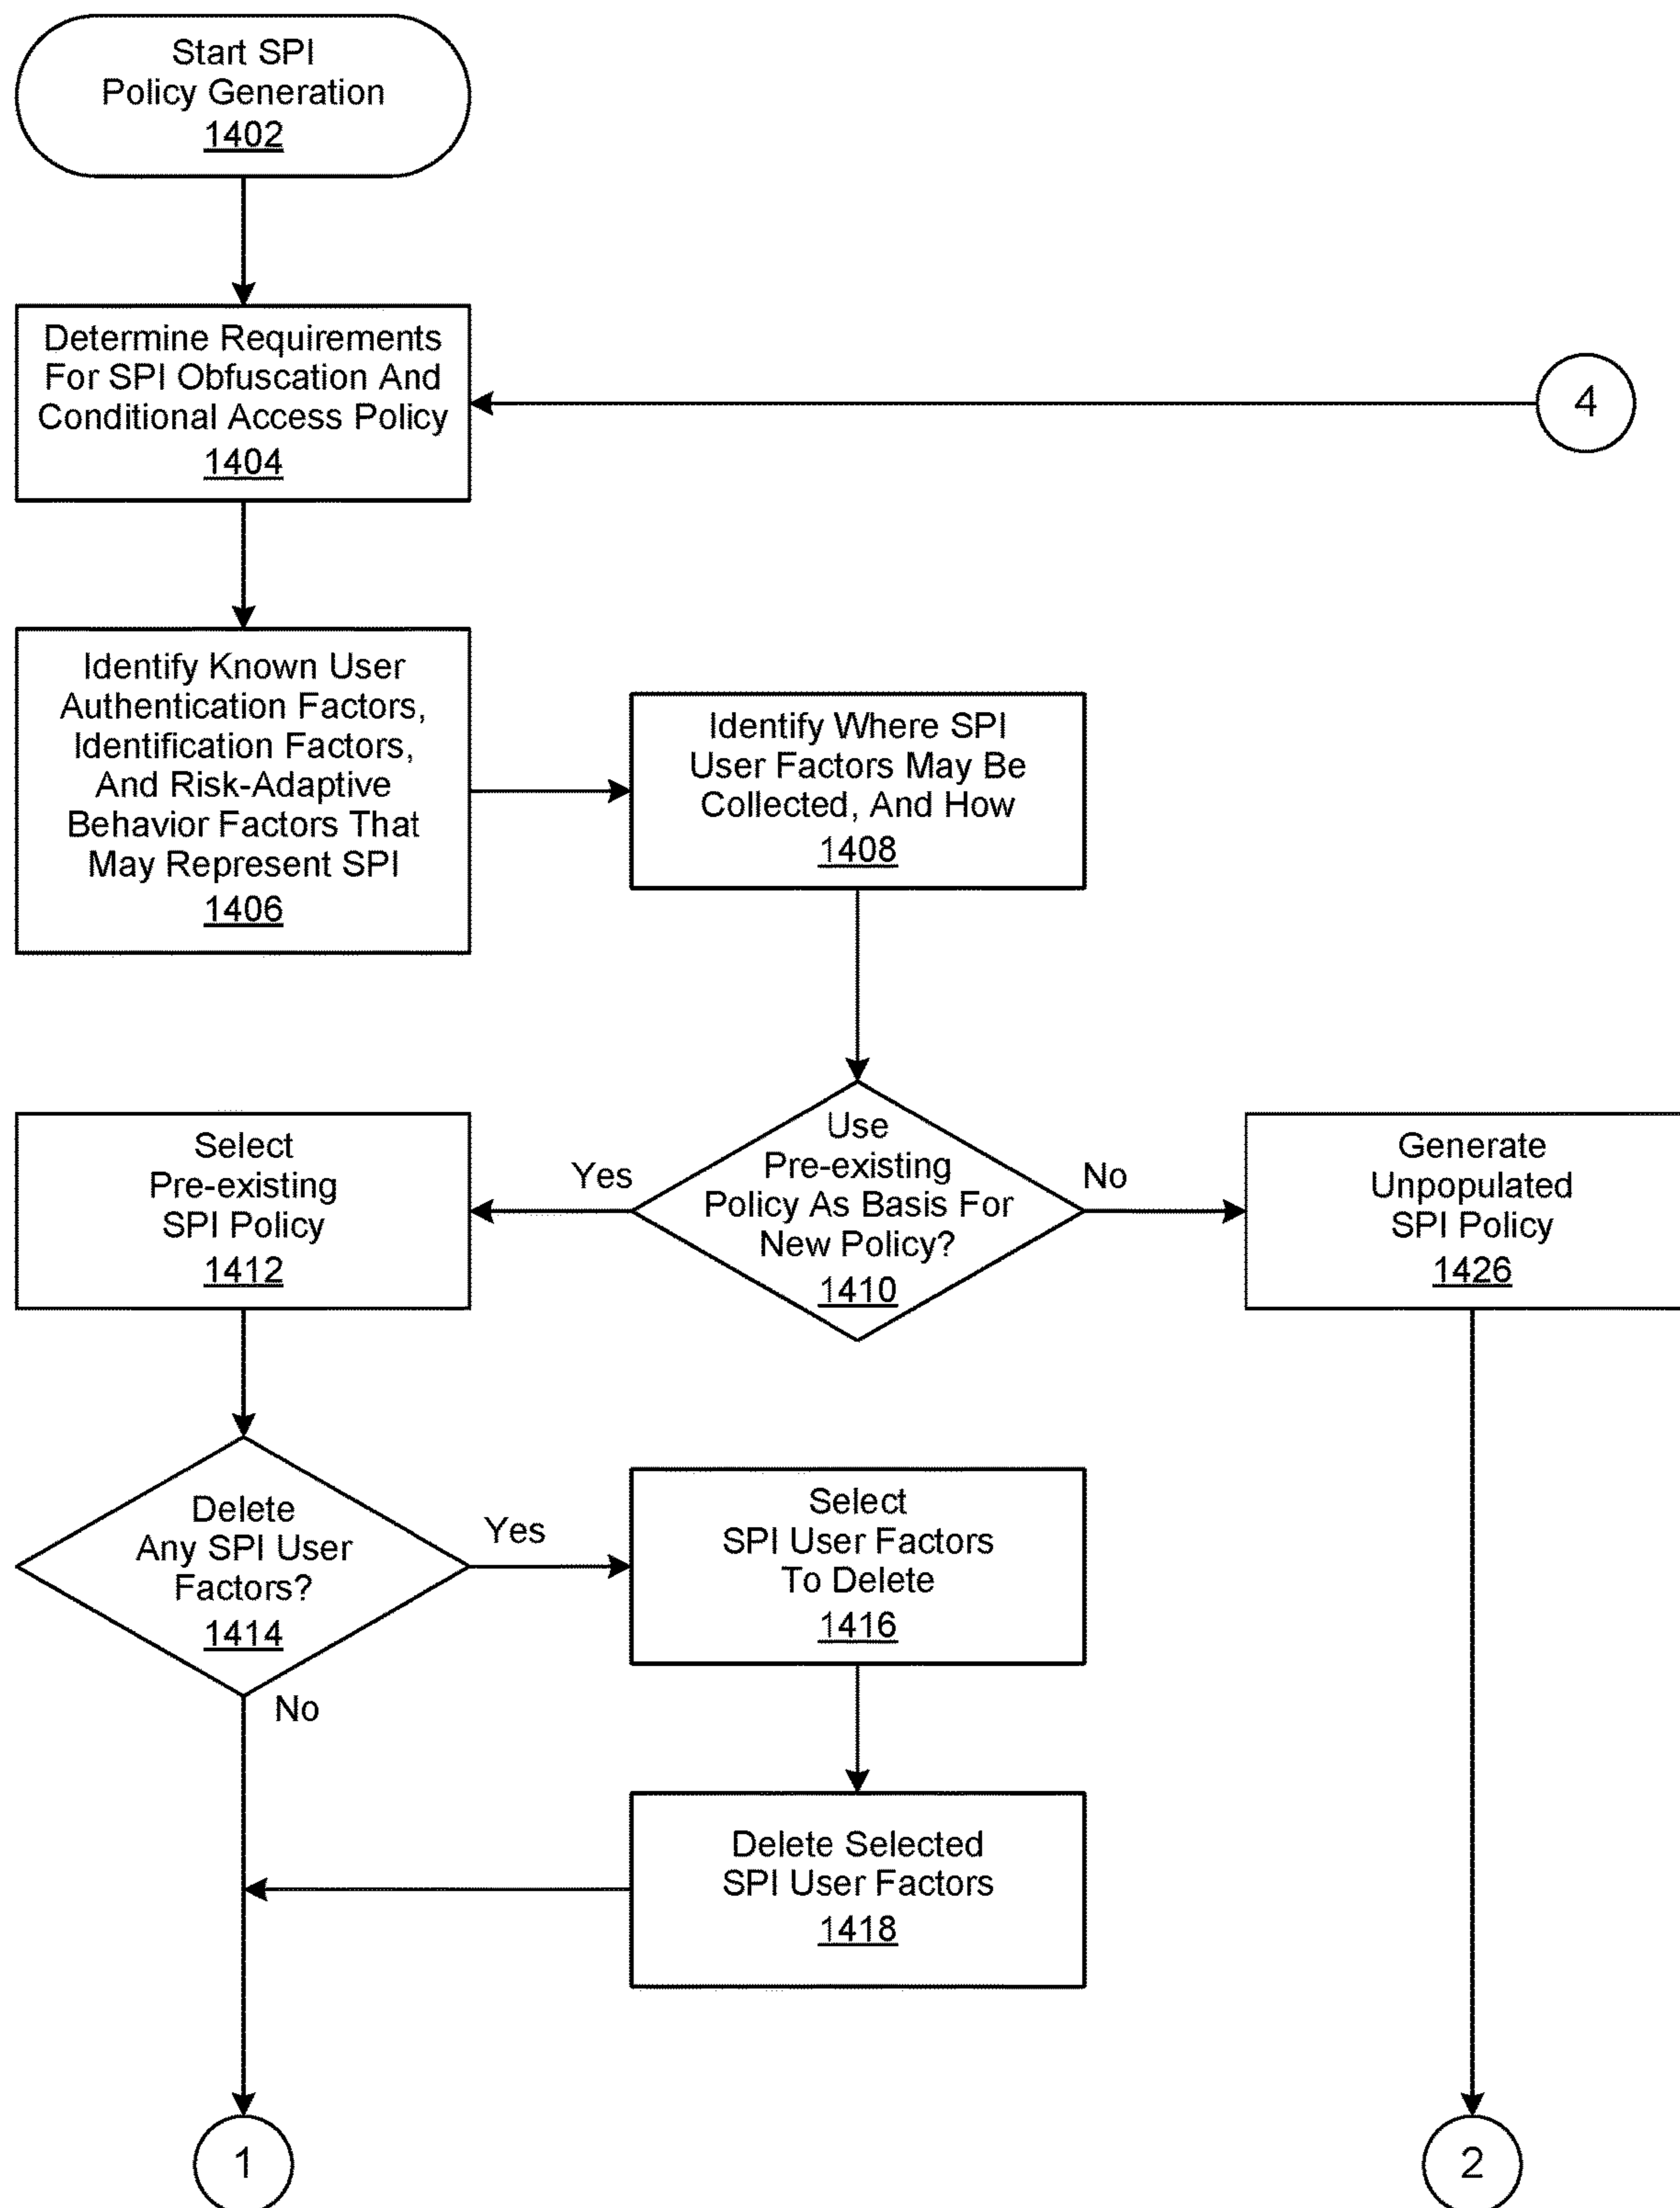 Start SPI
Policy Generation
1402
Determine Requirements
For SPI Obfuscation And
Conditional Access Policy
1404
4
Identify Known User
Authentication Factors,
Identification Factors,
And Risk-Adaptive
Behavior Factors That
May Represent SPI
1406
Identify Where SPI
User Factors May Be
Collected, And How
1408
Use
Pre-existing
Policy As Basis For
New Policy?
1410
Yes
No
Select
Pre-existing
SPI Policy
1412
Generate
Unpopulated
SPI Policy
1426
Delete
Any SPI User
Factors?
1414
Yes
No
Select
SPI User Factors
To Delete
1416
Delete Selected
SPI User Factors
1418
1
2